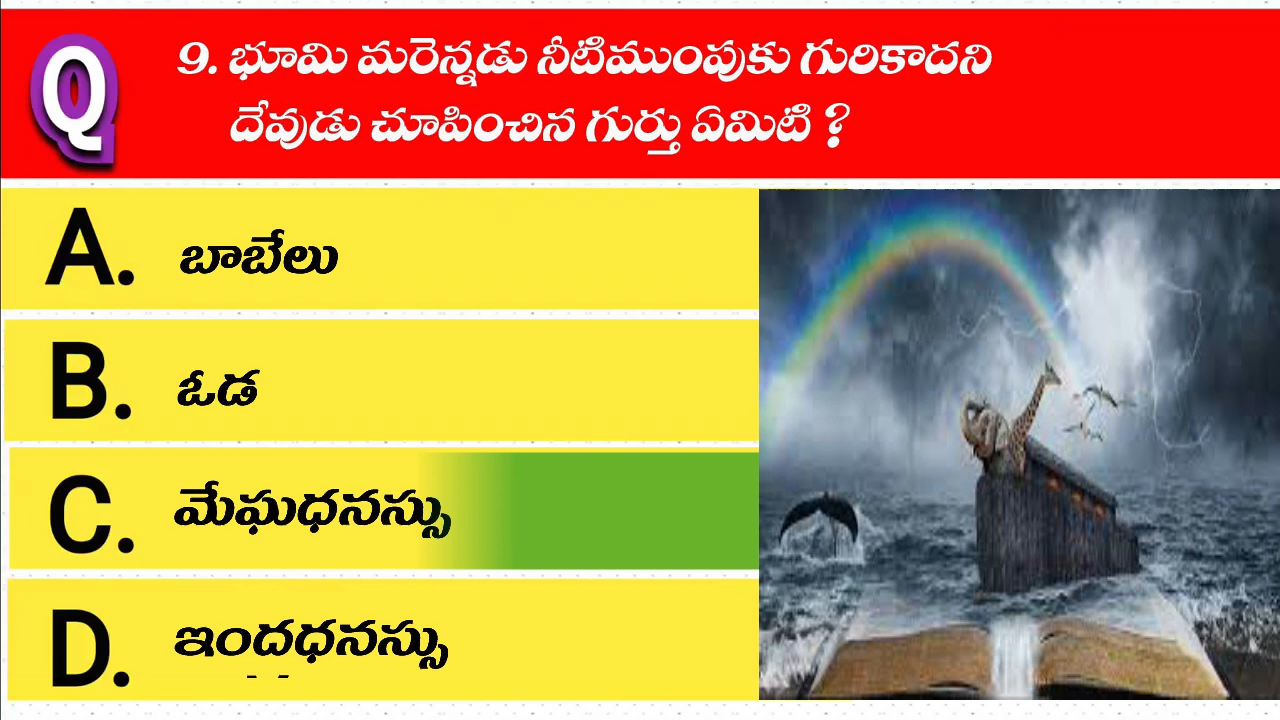 Q
9. భూమి మరెన్నడు నీటిముంపుకు గురికాదని
దేవుడు చూపించిన గుర్తు ఏమిటి ?
A. బాబేలు
B. ఓడ
C. మేఘధనస్సు
D. ఇంద్రధనస్సు